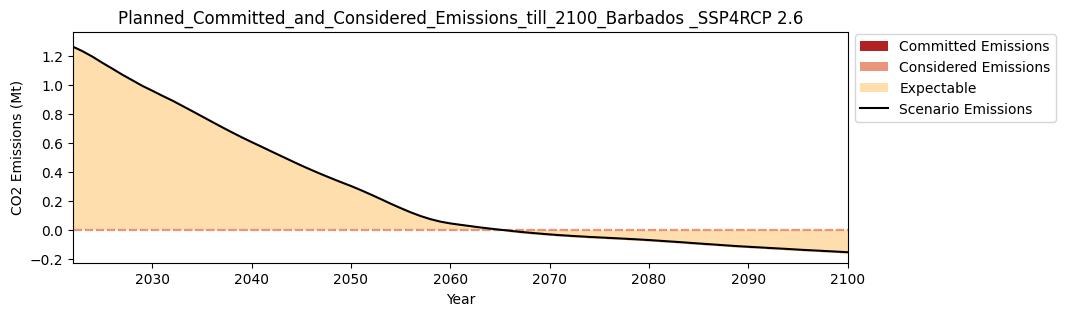 Planned_Committed_and_Considered_Emissions_till_2100_Barbados _SSP4RCP 2.6
Committed Emissions
Considered Emissions
Expectable
Scenario Emissions
CO2 Emissions (Mt)
1.2
1.0
0.8
0.6
0.4
0.2
0.0
−0.2
2030 2040 2050 2060 2070 2080 2090 2100
Year